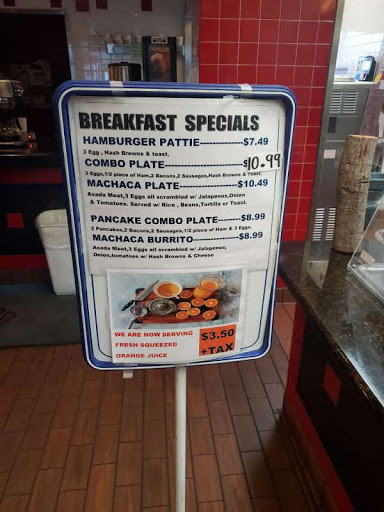 BREAKFAST SPECIALS
HAMBURGER PATTIE-----------$7.49
3 Egg , Hash Browns & toast.
COMBO PLATE--------------------$10.99
3 Eggs,1/2 piece of Ham,2 Bacons,2 Sausages,Hash Browns & Toast.
MACHACA PLATE---------------$10.49
Asada Meat,3 Eggs all scrambled w/ Jalapenos,Onion
& Tomatoes. Served w/ Rice , Beans,Tortilla or Toast.
PANCAKE COMBO PLATE-------$8.99
2 Pancakes,2 Bacons,2 Sausages,1/2 piece of Ham & 3 Eggs.
MACHACA BURRITO-------------$8.99
Asada Meat,3 Eggs all scrambled w/ Jalapenos,
Onion,tomatoes w/ Hash Browns & Cheeze
WE ARE NOW SERVING
FRESH SQUEEZED
ORANGE JUICE
$3.50
+TAX